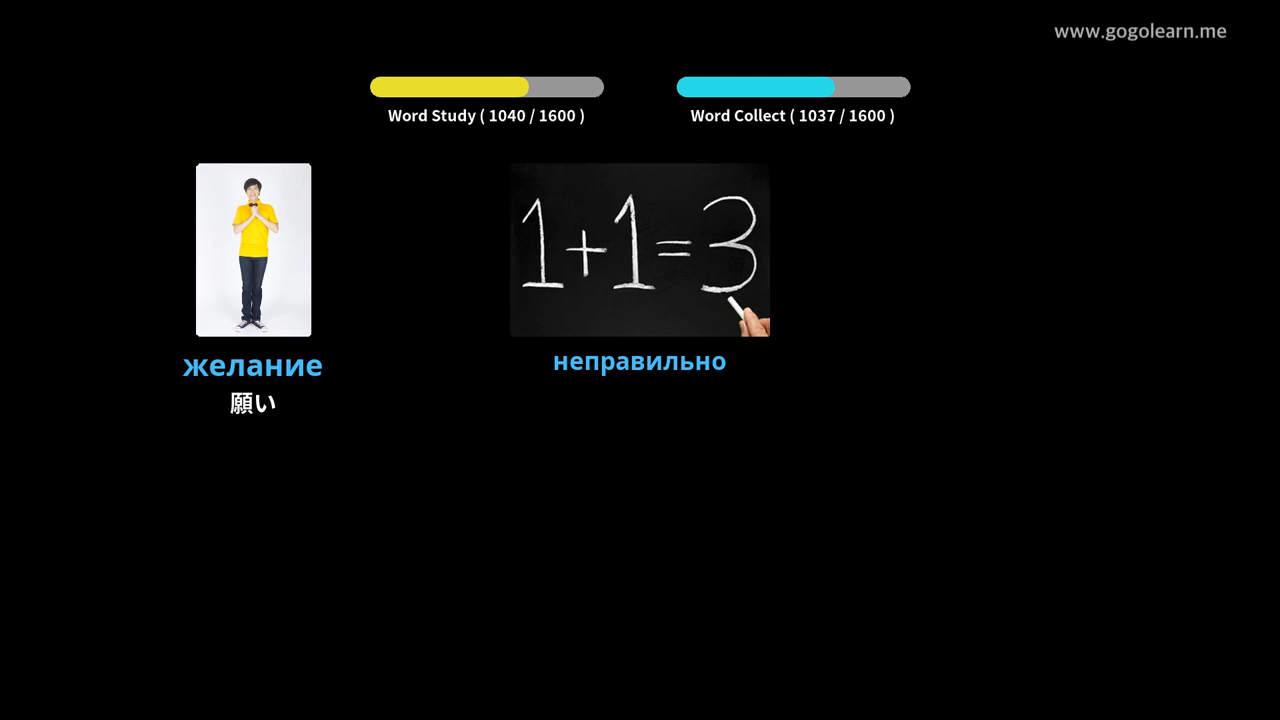 www.gogolearn.me
Word Study ( 1040 / 1600 )
Word Collect ( 1037 / 1600 )
1+1=3
желание
願い
неправильно